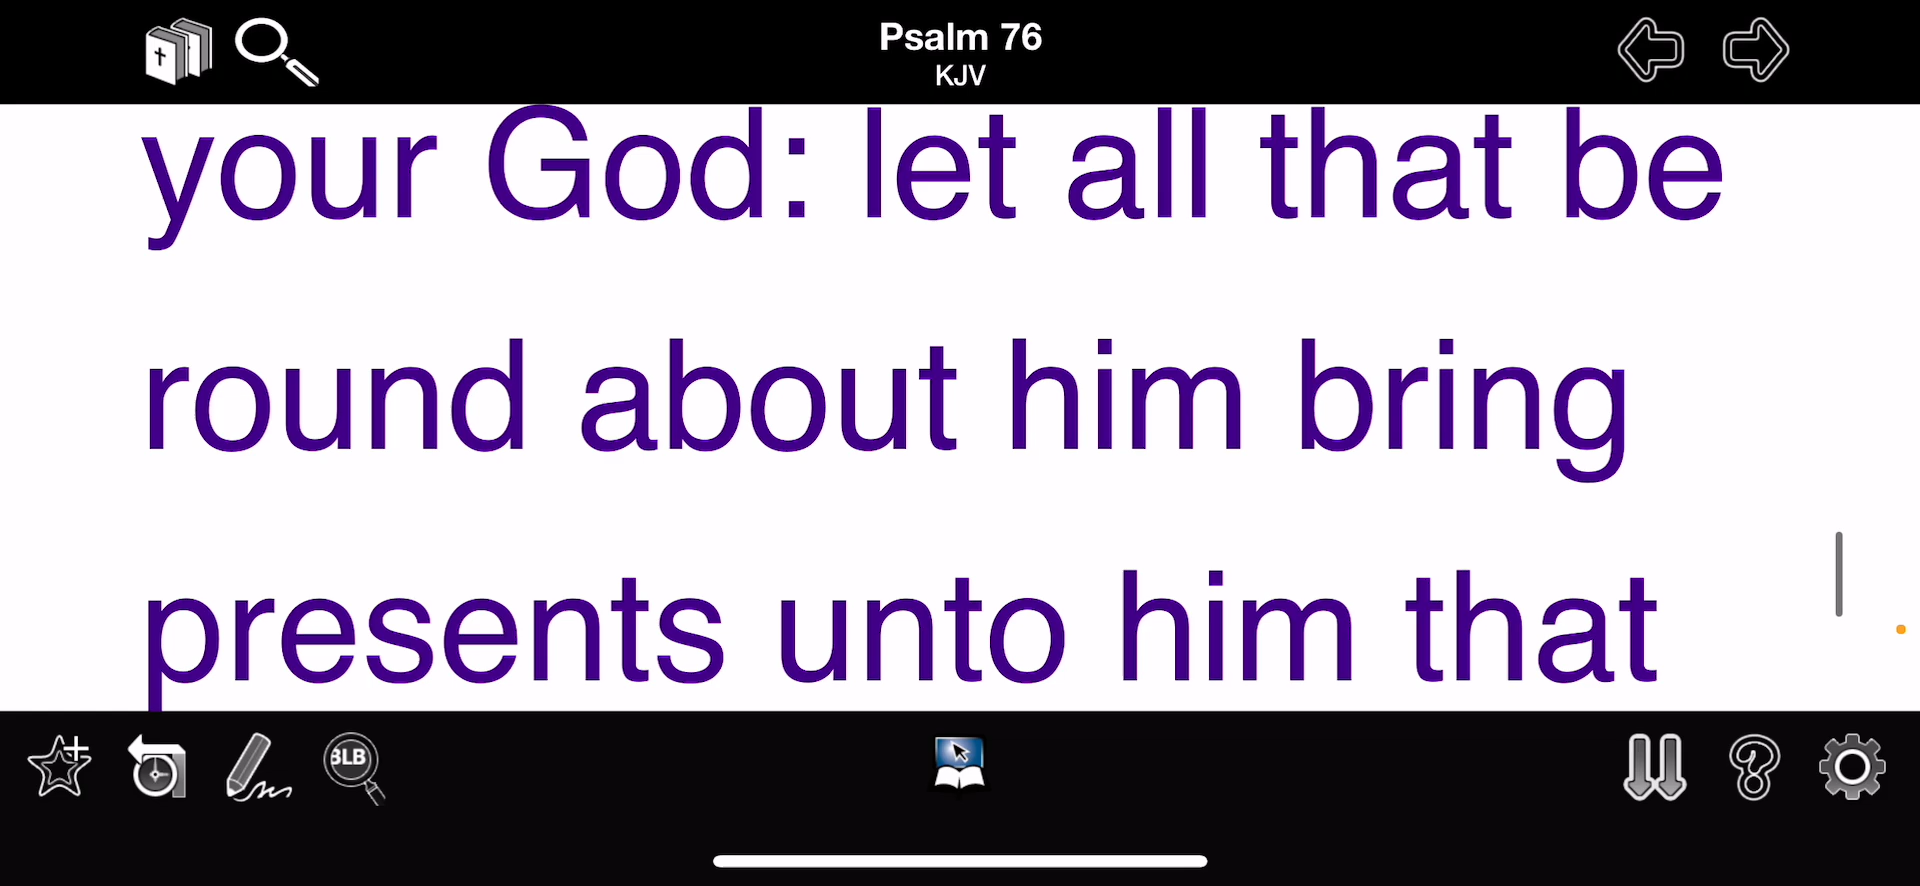 Psalm 76
KJV
your God: let all that be
round about him bring
presents unto him that
BLB